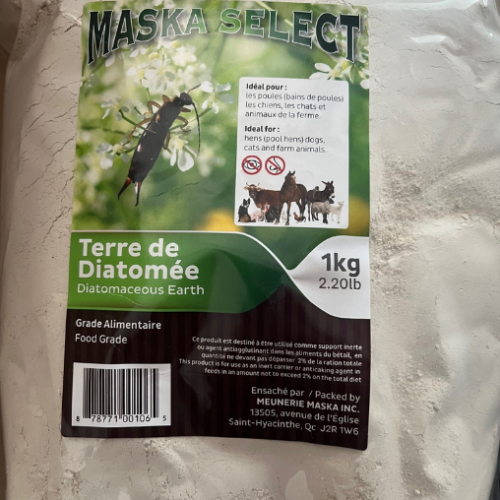 MASKA SELECT
Idéal pour :
les poules (bains de poules)
les chiens, les chats et
animaux de la ferme.
Ideal for :
hens (pool hens) dogs,
cats and farm animals.
Terre de
Diatomée
Diatomaceous Earth
1kg
2.20lb
Grade Alimentaire
Food Grade
Ce produit est destiné à être utilisé comme support inerte
ou agent antiagglutinant dans les aliments du bétail, en
quantité ne devant pas dépasser 2% de la ration totale
This product is for use as an inert carrier or anticaking agent in
feeds in an amount not to exceed 2% on the total diet
8 78771 00106 5
Ensaché par / Packed by
MEUNERIE MASKA INC.
13505, avenue de l'Église
Saint-Hyacinthe, Qc J2R 1W6